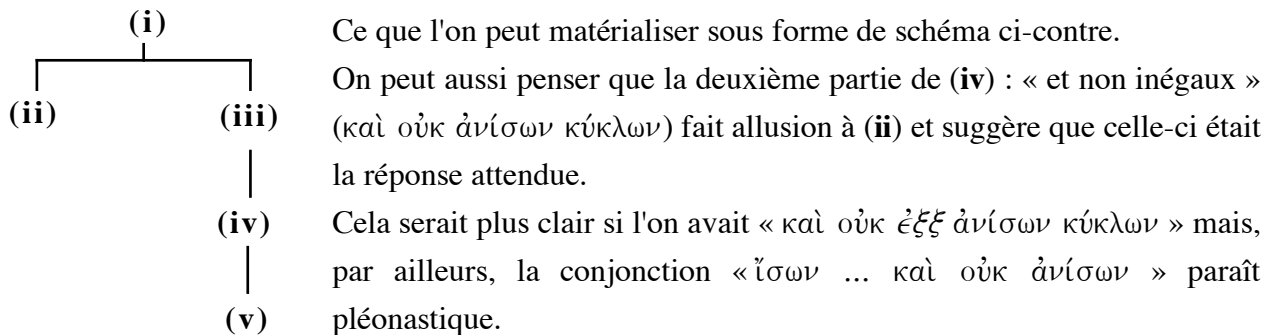 (i)
(ii)
(iii)
(iv)
(v)
Ce que l'on peut matérialiser sous forme de schéma ci-contre.
On peut aussi penser que la deuxième partie de (iv) : « et non inégaux »
(καὶ οὐκ ἀνίσων κύκλων) fait allusion à (ii) et suggère que celle-ci était
la réponse attendue.
Cela serait plus clair si l'on avait « καὶ οὐκ ἐξξ ἀνίσων κύκλων » mais,
par ailleurs, la conjonction « ἴσων ... καὶ οὐκ ἀνίσων » paraît
pléonastique.